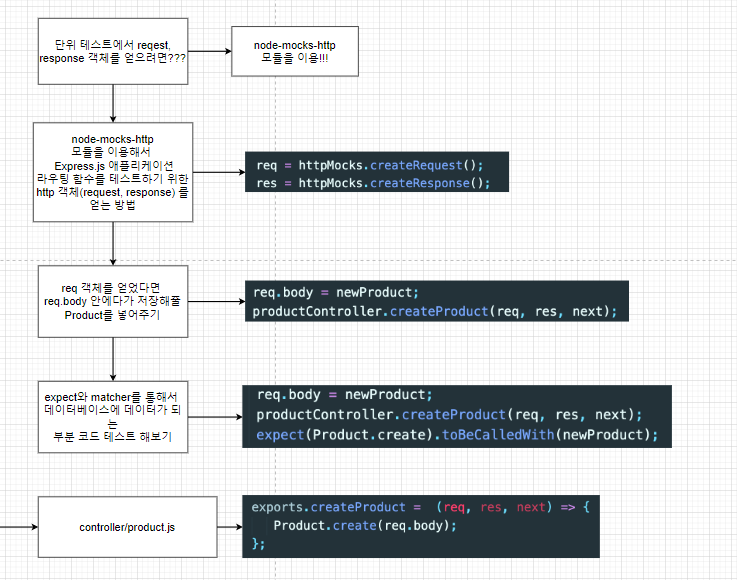 단위 테스트에서 reqest,
response 객체를 얻으려면???
node-mocks-http
모듈을 이용!!!
node-mocks-http
모듈을 이용해서
Express.js 애플리케이션
라우팅 함수를 테스트하기 위한
http 객체(request, response) 를
얻는 방법
req = httpMocks.createRequest();
res = httpMocks.createResponse();
req 객체를 얻었다면
req.body 안에다가 저장해줄
Product를 넣어주기
req.body = newProduct;
productController.createProduct(req, res, next);
expect와 matcher를 통해서
데이터베이스에 데이터가 되
는
부분 코드 테스트 해보기
req.body = newProduct;
productController.createProduct(req, res, next);
expect(Product.create).toBeCalledWith(newProduct);
controller/product.js
exports.createProduct = (req, res, next) => {
Product.create(req.body);
};